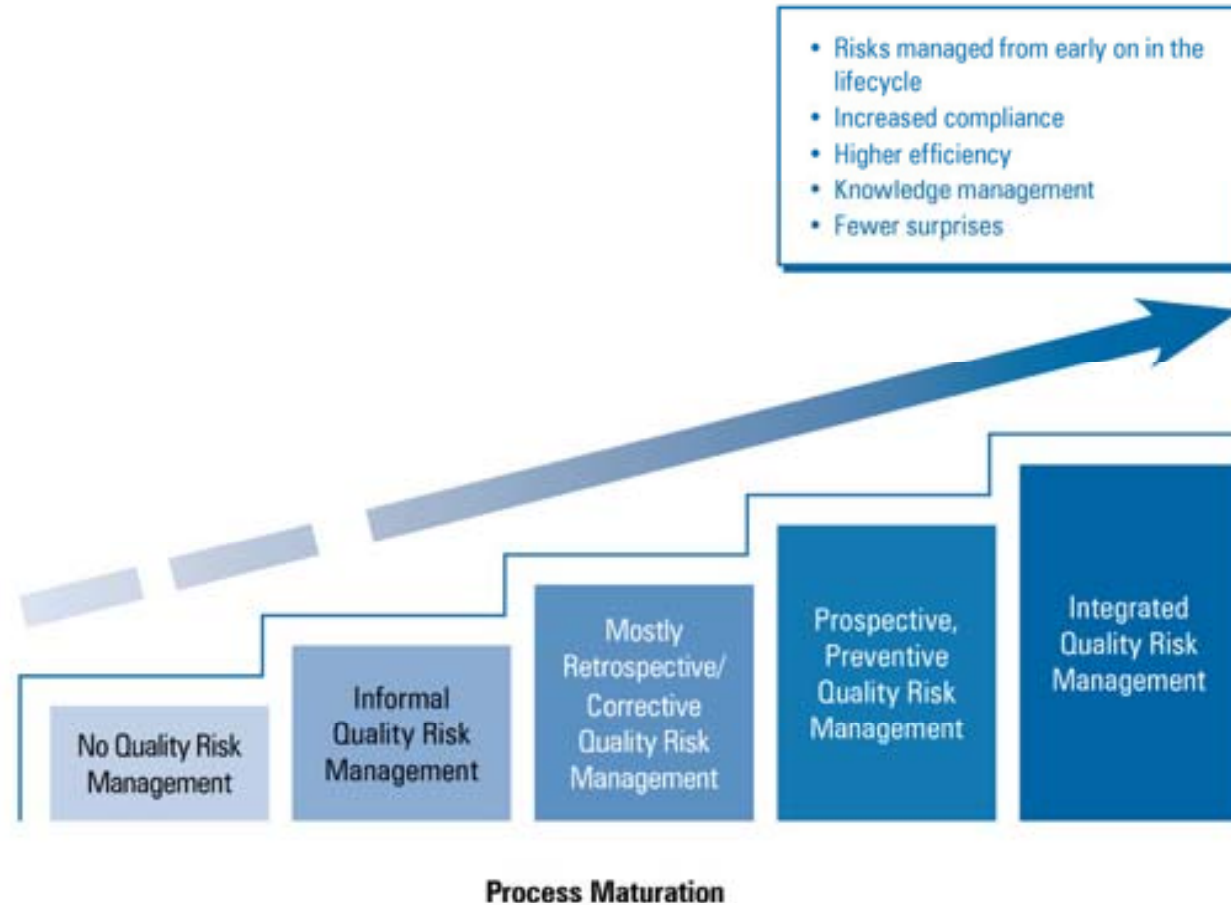 • Risks managed from early on in the
lifecycle
• Increased compliance
• Higher efficiency
• Knowledge management
• Fewer surprises
No Quality Risk
Management
Informal
Quality Risk
Management
Mostly
Retrospective/
Corrective
Quality Risk
Management
Prospective,
Preventive
Quality Risk
Management
Integrated
Quality Risk
Management
Process Maturation